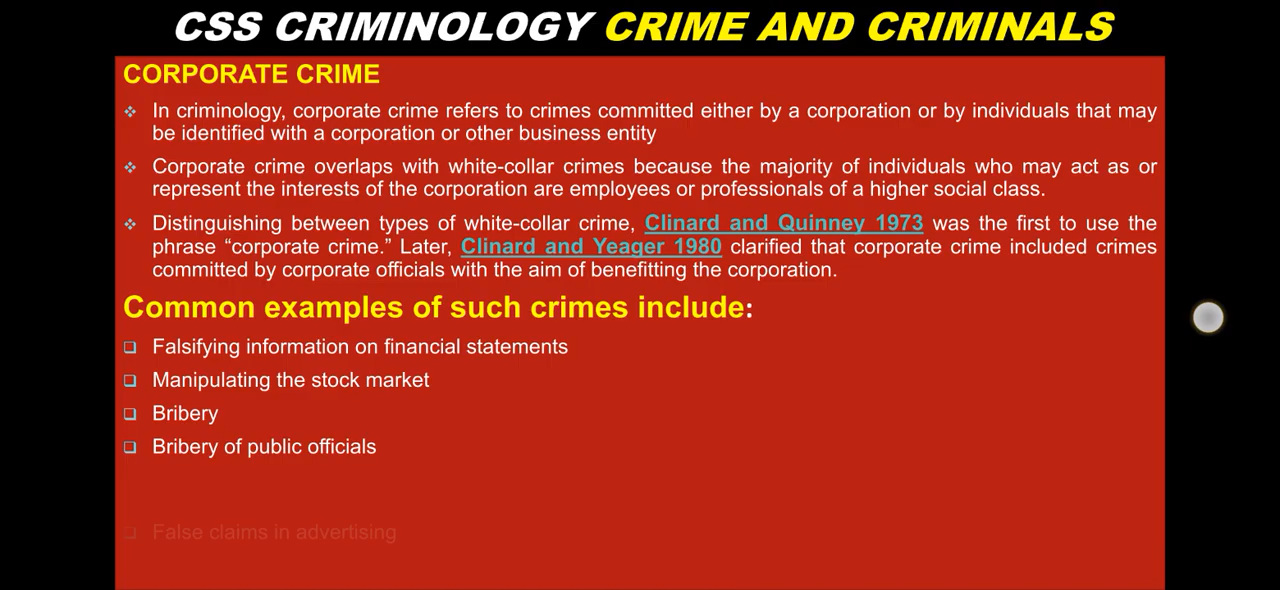 CSS CRIMINOLOGY CRIME AND CRIMINALS
CORPORATE CRIME
In criminology, corporate crime refers to crimes committed either by a corporation or by individuals that may
be identified with a corporation or other business entity
Corporate crime overlaps with white-collar crimes because the majority of individuals who may act as or
represent the interests of the corporation are employees or professionals of a higher social class.
Distinguishing between types of white-collar crime, Clinard and Quinney 1973 was the first to use the
phrase “corporate crime.” Later, Clinard and Yeager 1980 clarified that corporate crime included crimes
committed by corporate officials with the aim of benefitting the corporation.
Common examples of such crimes include:
Falsifying information on financial statements
Manipulating the stock market
Bribery
Bribery of public officials
False claims in advertising